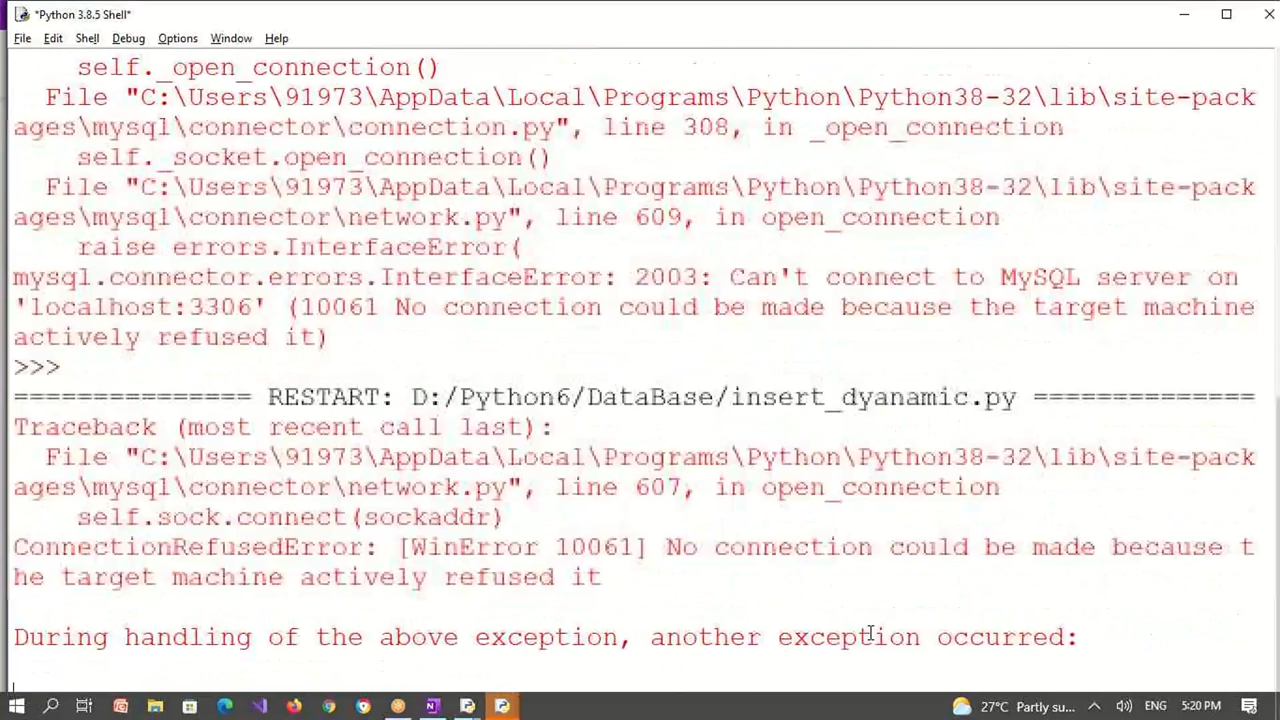 *Python 3.8.5 Shell*
File Edit Shell Debug Options Window Help
self._open_connection()
File "C:\Users\91973\AppData\Local\Programs\Python\Python38-32\lib\site-pack
ages\mysql\connector\connection.py", line 308, in _open_connection
self._socket.open_connection()
File "C:\Users\91973\AppData\Local\Programs\Python\Python38-32\lib\site-pack
ages\mysql\connector\network.py", line 609, in open_connection
raise errors.InterfaceError(
mysql.connector.errors.InterfaceError: 2003: Can't connect to MySQL server on
'localhost:3306' (10061 No connection could be made because the target machine
actively refused it)
>>>
=============== RESTART: D:/Python6/DataBase/insert_dyanamic.py ==============
Traceback (most recent call last):
File "C:\Users\91973\AppData\Local\Programs\Python\Python38-32\lib\site-pack
ages\mysql\connector\network.py", line 607, in open_connection
self.sock.connect(sockaddr)
ConnectionRefusedError: [WinError 10061] No connection could be made because t
he target machine actively refused it
During handling of the above exception, another exception occurred:
27°C Partly su... ENG 5:20 PM